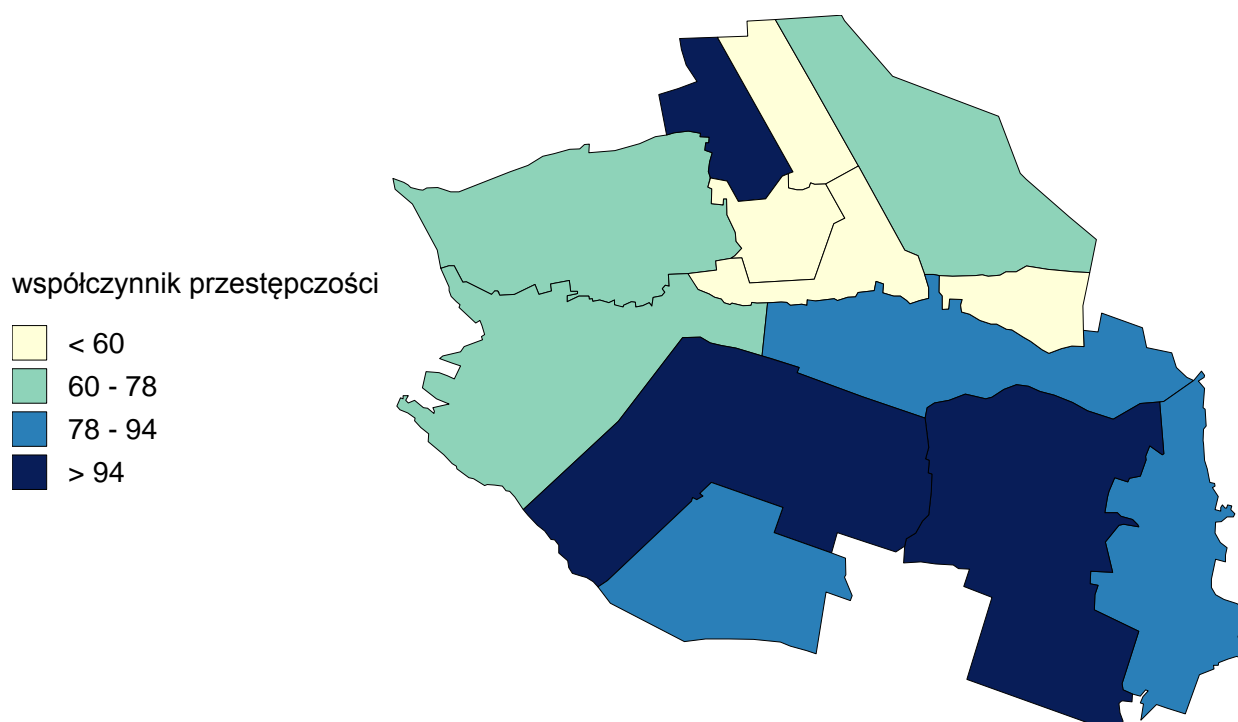 współczynnik przestępczości
< 60
60 - 78
78 - 94
> 94